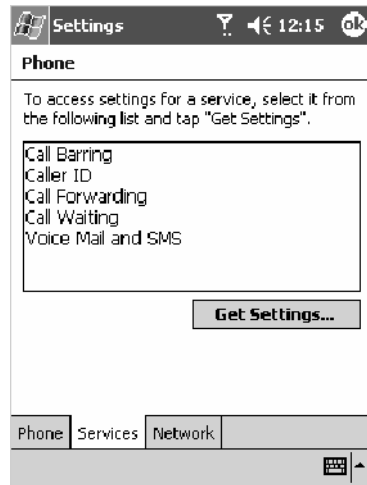 Settings 12:15 ok
Phone
To access settings for a service, select it from
the following list and tap "Get Settings".
Call Barring
Caller ID
Call Forwarding
Call Waiting
Voice Mail and SMS
Get Settings...
Phone Services Network